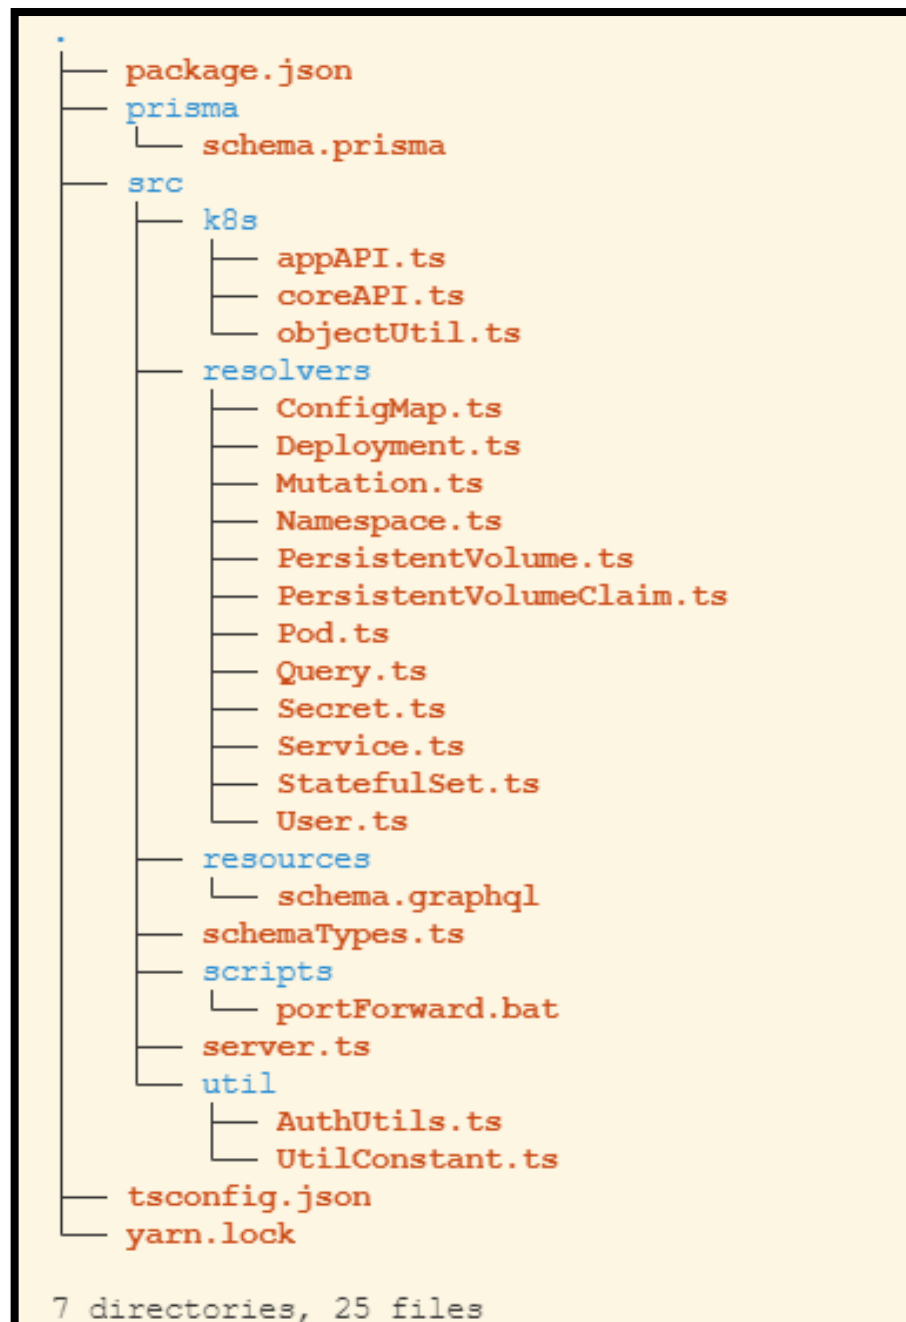 .
├── package.json
├── prisma
│   └── schema.prisma
├── src
│   ├── k8s
│   │   ├── appAPI.ts
│   │   ├── coreAPI.ts
│   │   └── objectUtil.ts
│   ├── resolvers
│   │   ├── ConfigMap.ts
│   │   ├── Deployment.ts
│   │   ├── Mutation.ts
│   │   ├── Namespace.ts
│   │   ├── PersistentVolume.ts
│   │   ├── PersistentVolumeClaim.ts
│   │   ├── Pod.ts
│   │   ├── Query.ts
│   │   ├── Secret.ts
│   │   ├── Service.ts
│   │   ├── StatefulSet.ts
│   │   └── User.ts
│   ├── resources
│   │   └── schema.graphql
│   ├── schemaTypes.ts
│   ├── scripts
│   │   └── portForward.bat
│   ├── server.ts
│   └── util
│       ├── AuthUtils.ts
│       └── UtilConstant.ts
├── tsconfig.json
└── yarn.lock
7 directories, 25 files